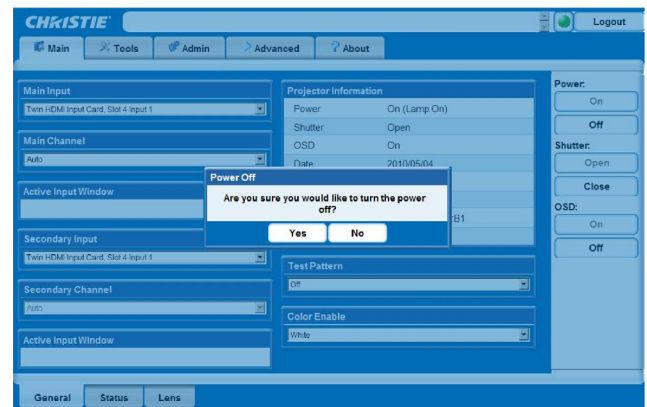 CHRISTIE
Logout
Main
Tools
Admin
Advanced
About
Main Input
Twin HDMI Input Card, Slot 4 Input 1
Main Channel
Auto
Active Input Window
Secondary Input
Twin HDMI Input Card, Slot 4 Input 1
Secondary Channel
Auto
Active Input Window
Projector Information
Power On (Lamp On)
Shutter Open
OSD On
Date 2010/05/04
Power Off
Are you sure you would like to turn the power
off?
Yes No
Test Pattern
Off
Color Enable
White
Power:
On
Off
Shutter:
Open
Close
OSD:
On
Off
General Status Lens